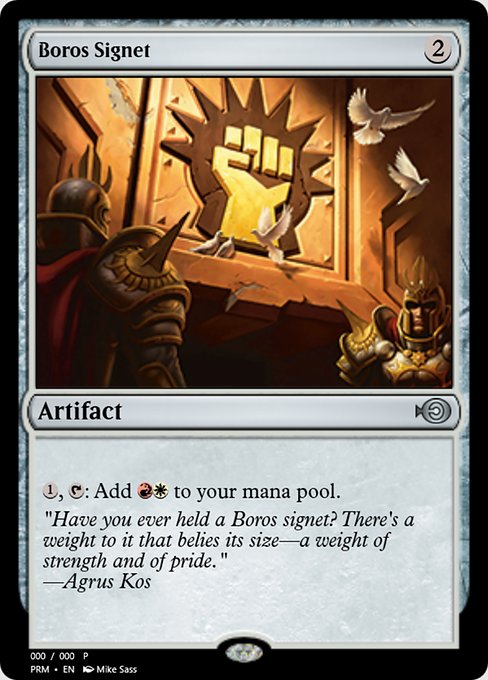 Boros Signet 2
Artifact
1, : Add to your mana pool.
"Have you ever held a Boros signet? There's a
weight to it that belies its size—a weight of
strength and of pride."
—Agrus Kos
000 / 000 P
PRM • EN Mike Sass